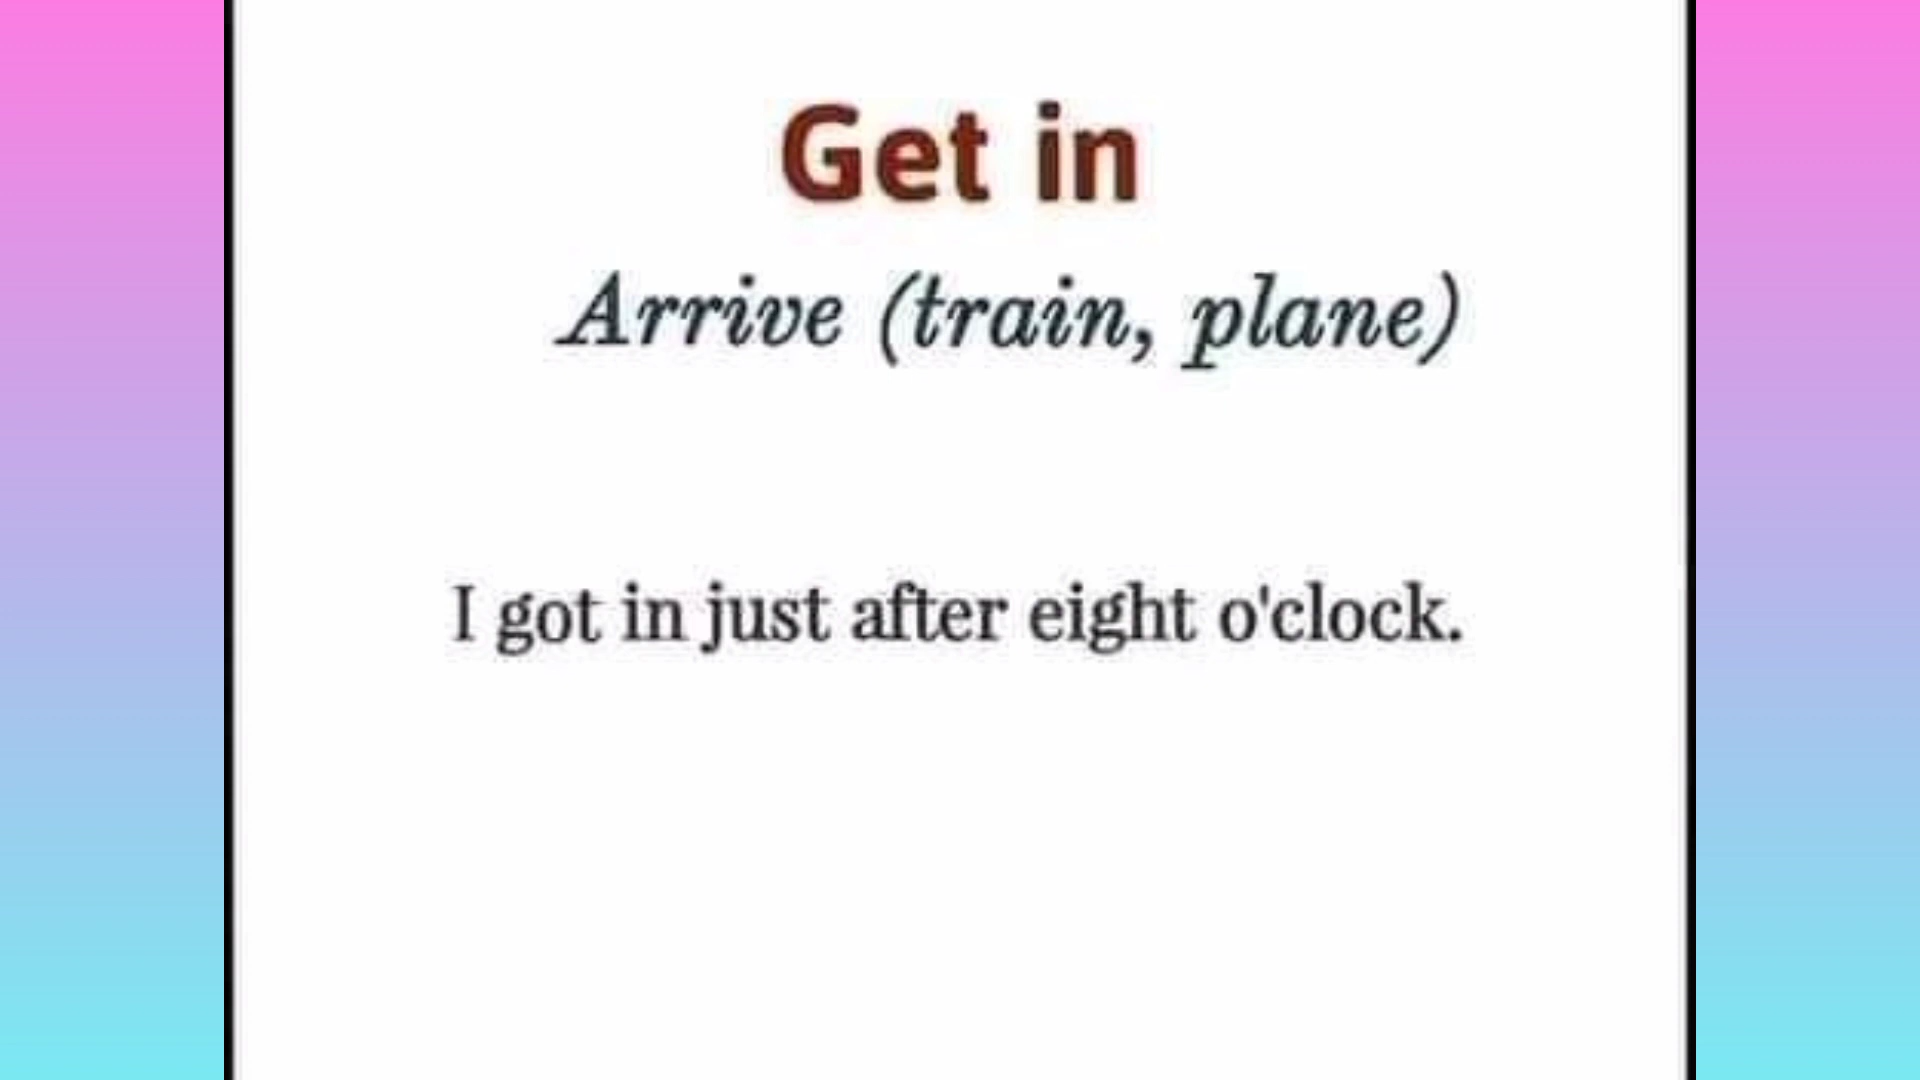 Get in
Arrive (train, plane)
I got in just after eight o'clock.